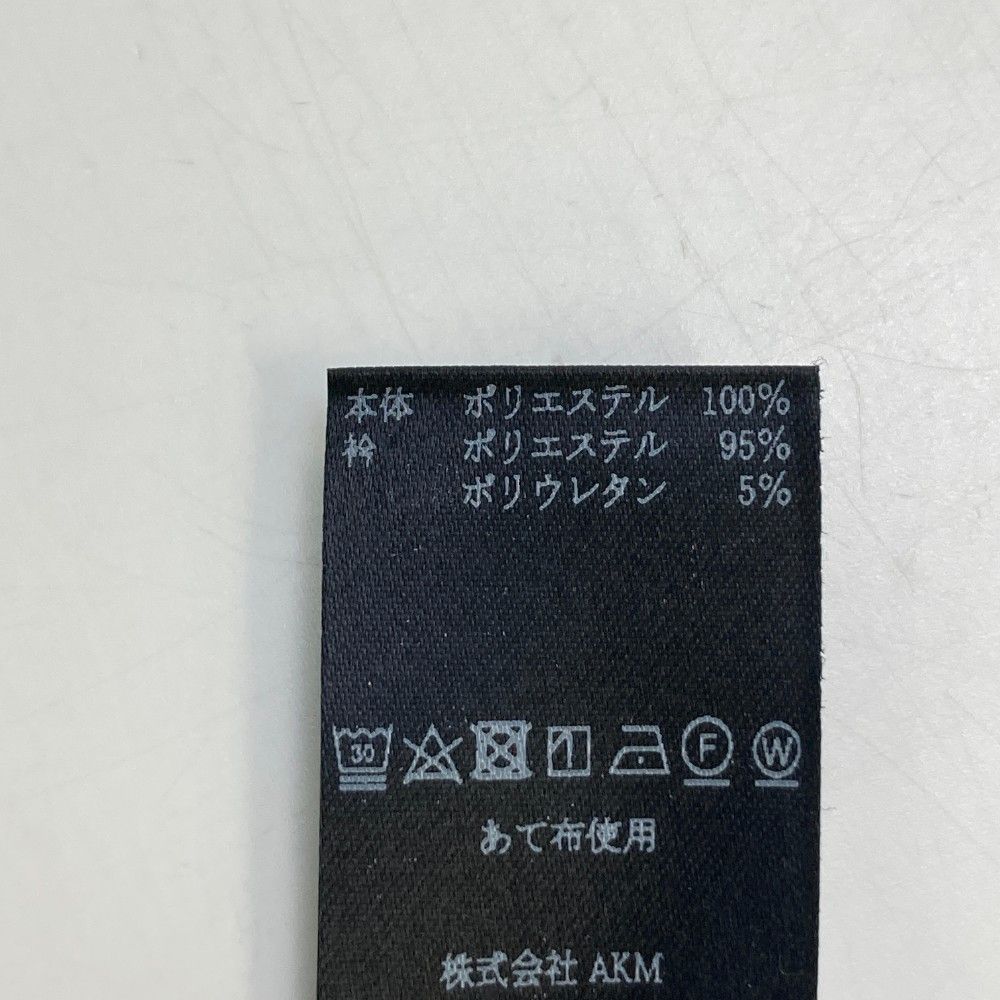 本体 ポリエステル 100%
衿 ポリエステル 95%
ポリウレタン 5%
30 F W
あて布使用
株式会社 AKM